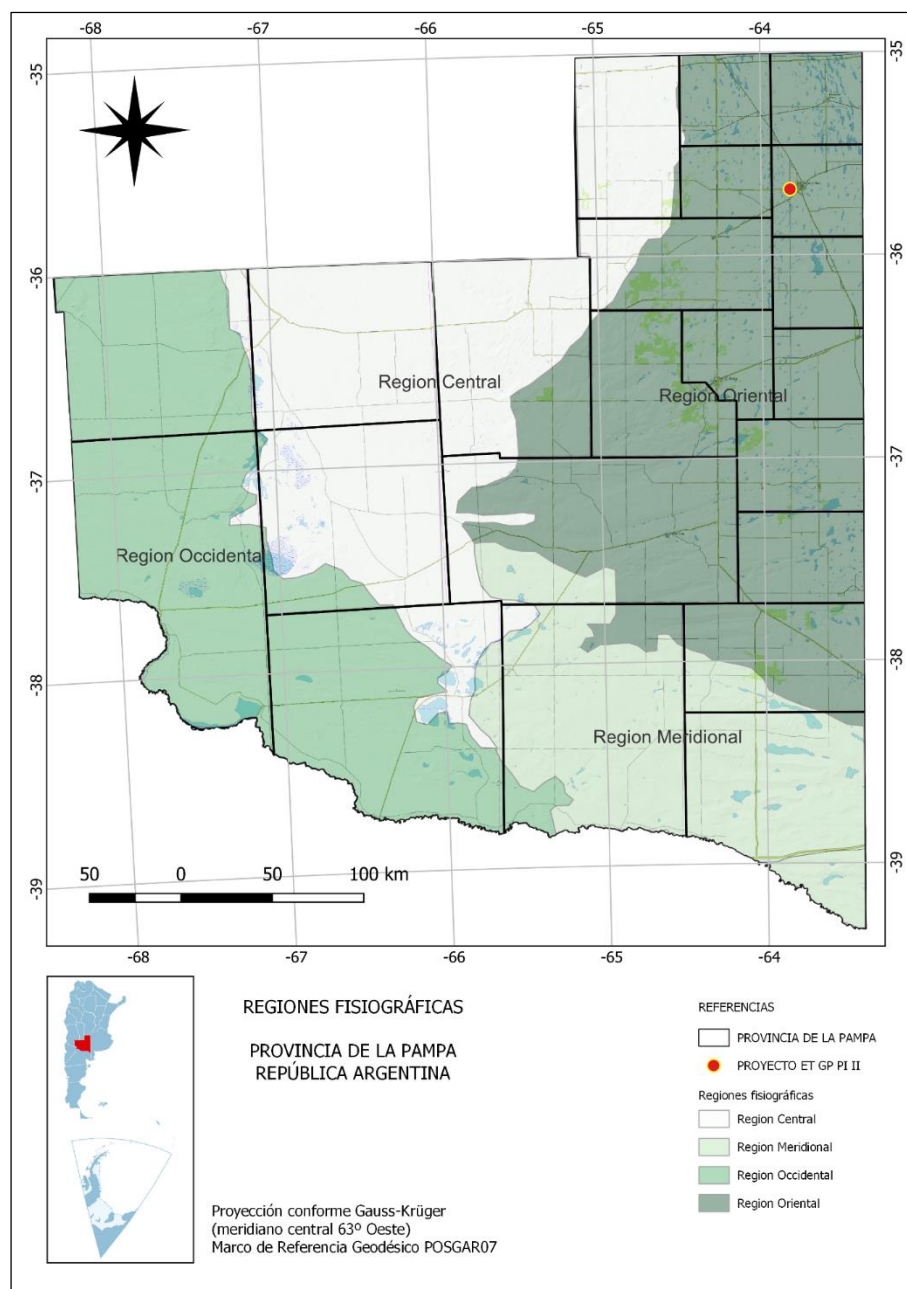 -68 -67 -66 -65 -64
-35 -35
-36 -36
Region Central
Region Oriental
-37 -37
Region Occidental
-38 -38
Region Meridional
-39 -39
50 0 50 100 km
-68 -67 -66 -65 -64
REGIONES FISIOGRÁFICAS
PROVINCIA DE LA PAMPA
REPÚBLICA ARGENTINA
Proyección conforme Gauss-Krüger
(meridiano central 63º Oeste)
Marco de Referencia Geodésico POSGAR07
REFERENCIAS
PROVINCIA DE LA PAMPA
PROYECTO ET GP PI II
Regiones fisiográficas
Region Central
Region Meridional
Region Occidental
Region Oriental